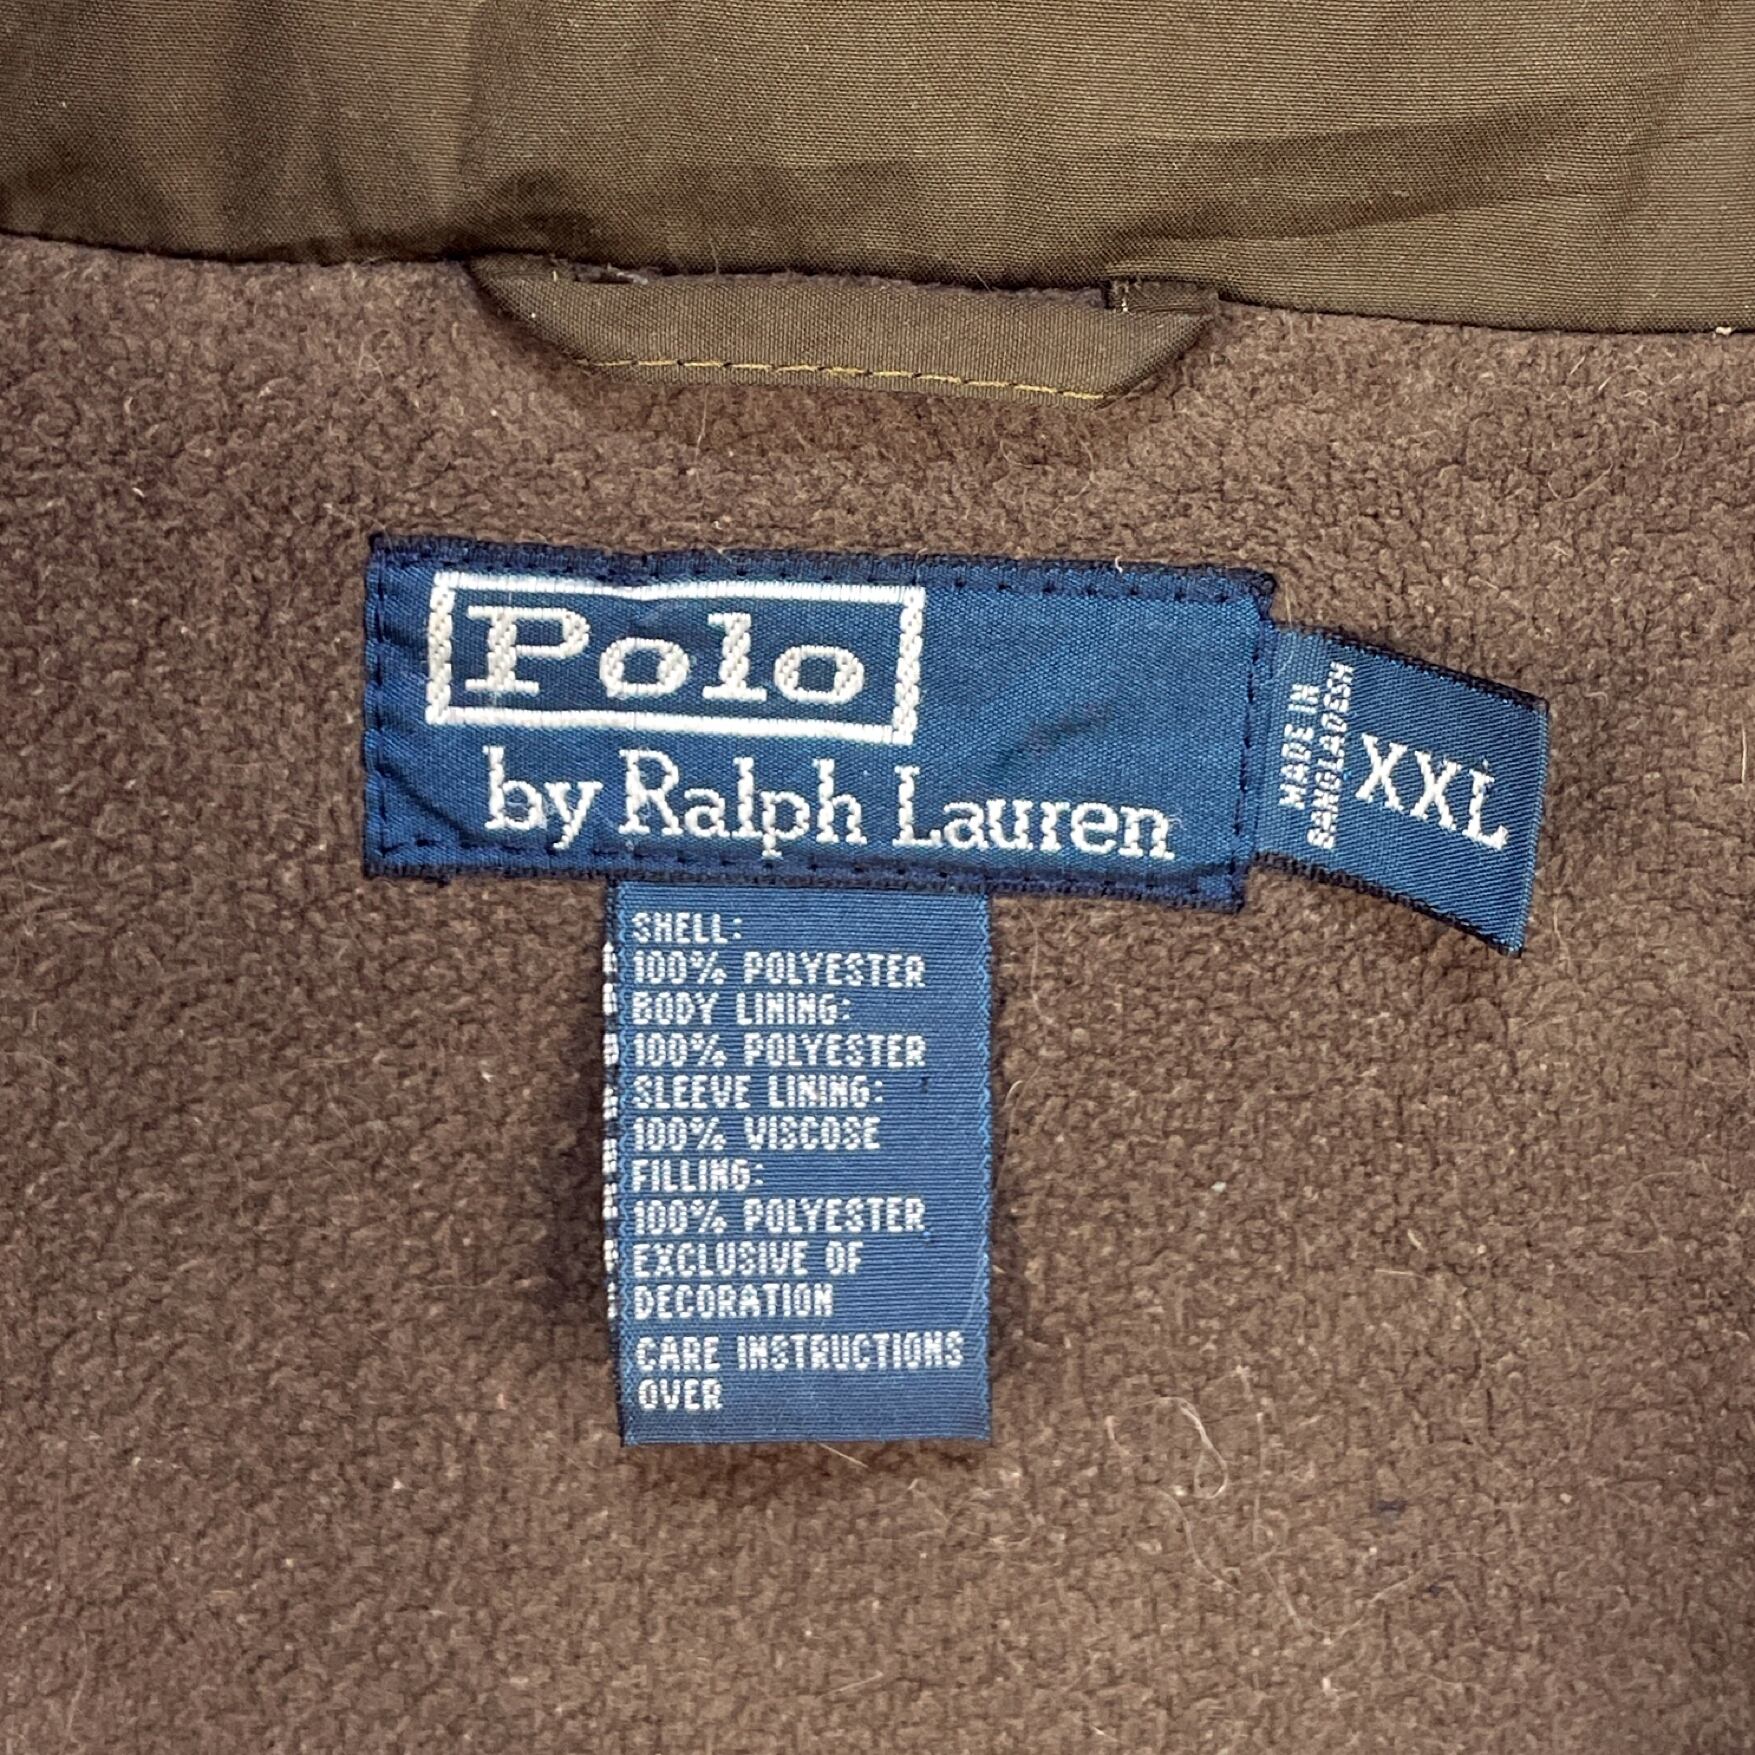 Polo
by Ralph Lauren
MADE IN
BANGLADESH
XXL
SHELL:
100% POLYESTER
BODY LINING:
100% POLYESTER
SLEEVE LINING:
100% VISCOSE
FILLING:
100% POLYESTER
EXCLUSIVE OF
DECORATION
CARE INSTRUCTIONS
OVER